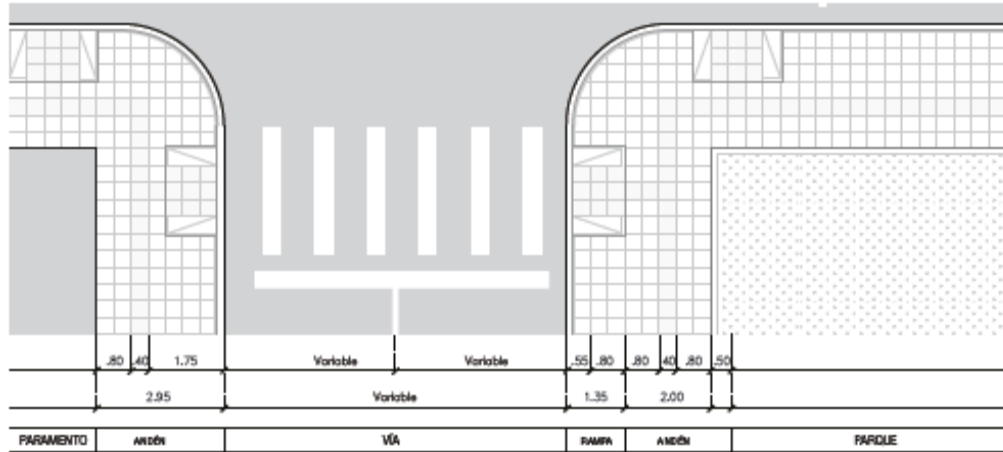 .80 .40 1.75 Variable Variable .55 .80 .80 .40 .80 .50
2.95 Variable 1.35 2.00
PARAMENTO ANDÉN VÍA RAMPA ANDÉN PARQUE